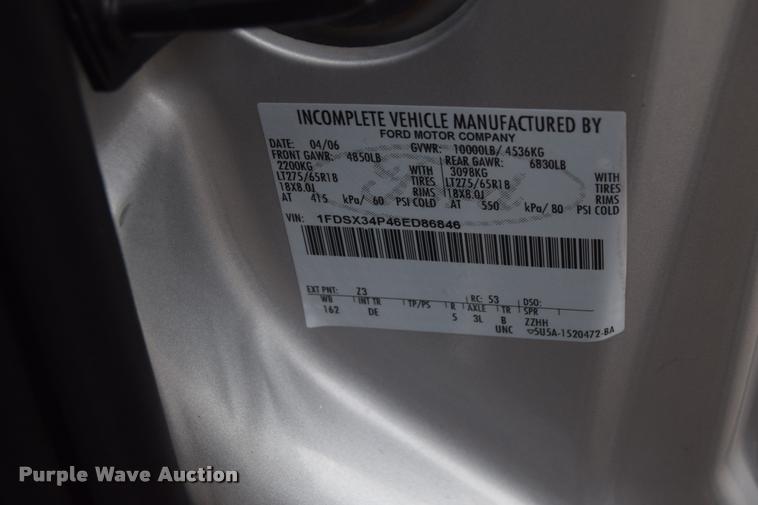 INCOMPLETE VEHICLE MANUFACTURED BY
FORD MOTOR COMPANY
DATE: 04/06 GVWR: 10000LB/ 4536KG
FRONT GAWR: 4850LB REAR GAWR: 6830LB
2200KG WITH 3098KG WITH
LT275/65R18 TIRES LT275/65R18 TIRES
18X8.0J RIMS 18X8.0J RIMS
AT 415 kPa/ 60 PSI COLD AT 550 kPa/ 80 PSI COLD
VIN: 1FDSX34P46ED86846
EXT PNT: Z3 RC: 53 DSO:
WB INT TR TP/PS R AXLE TR SPR
162 DE 5 3L B ZZHH
UNC 5U5A-1520472-BA
Purple Wave Auction